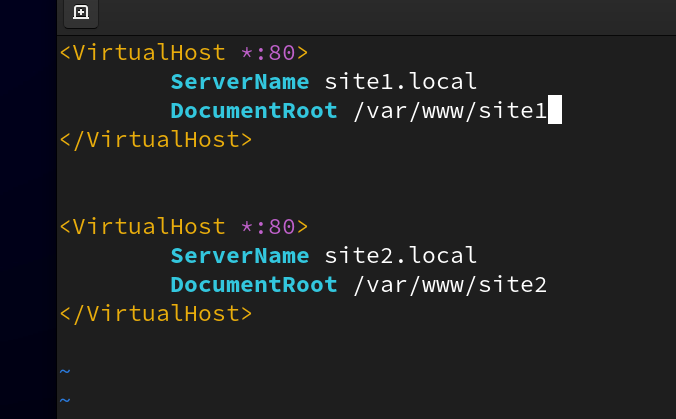 <VirtualHost *:80>
        ServerName site1.local
        DocumentRoot /var/www/site1
</VirtualHost>
<VirtualHost *:80>
        ServerName site2.local
        DocumentRoot /var/www/site2
</VirtualHost>
~
~